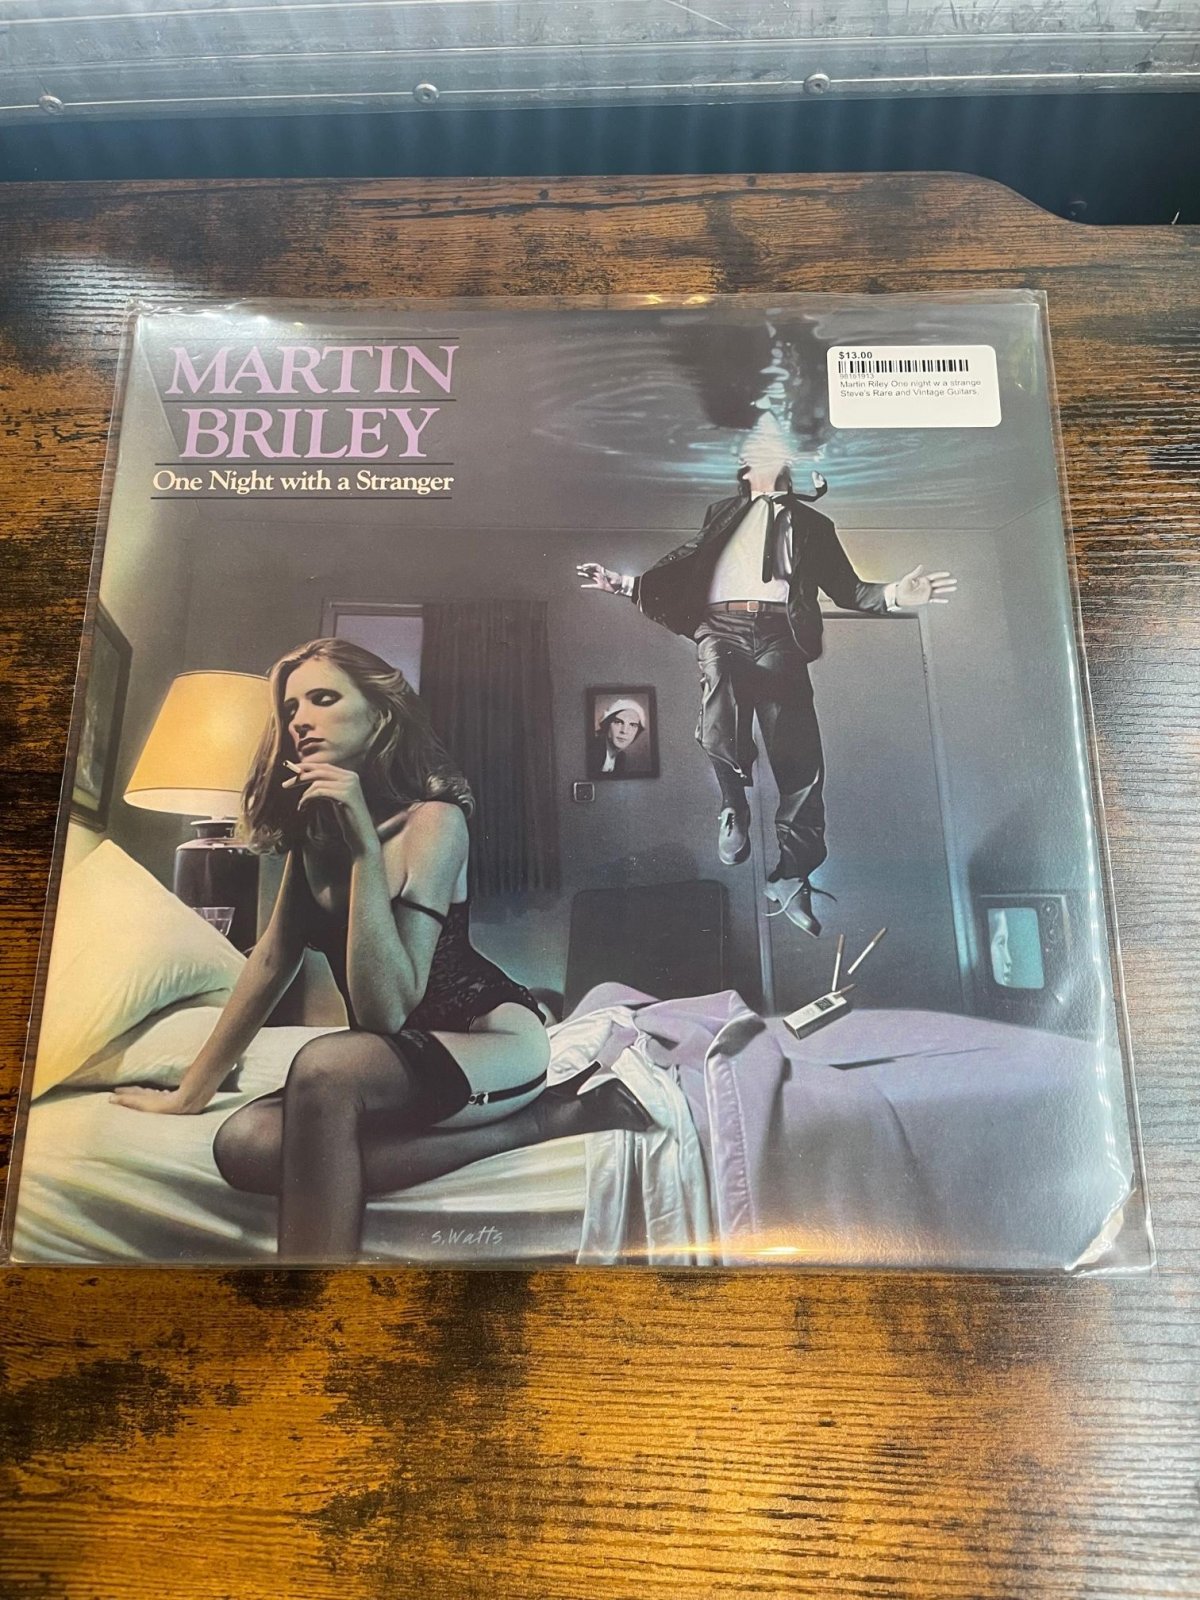 MARTIN
BRILEY
One Night with a Stranger
$13.00
98181913
Martin Riley One night w a strange
Steve's Rare and Vintage Guitars,
s.Watts